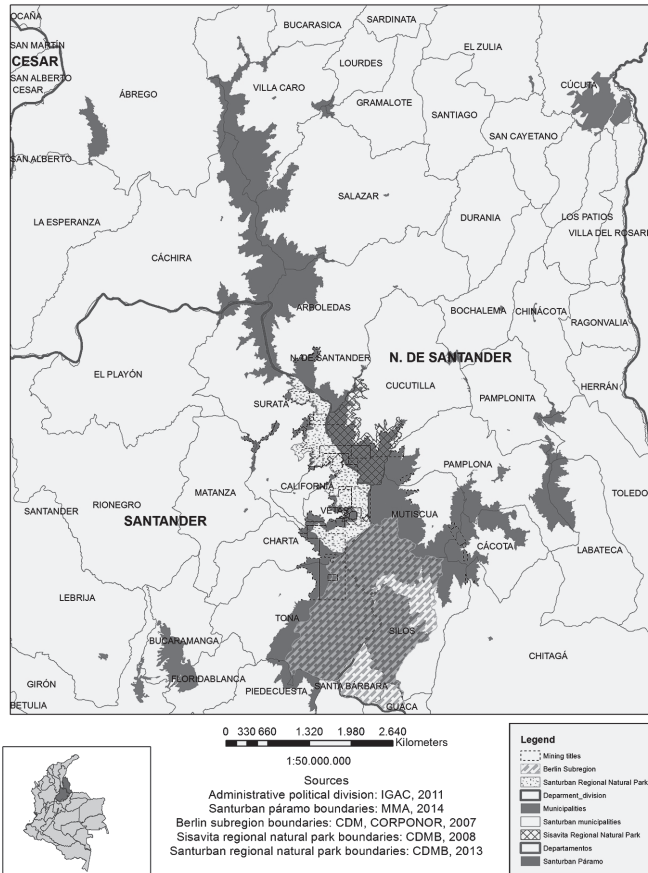 OCAÑA
BUCARASICA
SARDINATA
SAN MARTÍN
CESAR
EL ZULIA
LOURDES
SAN ALBERTO
CESAR
ÁBREGO
VILLA CARO
CÚCUTA
GRAMALOTE
SANTIAGO
SAN CAYETANO
SAN ALBERTO
SALAZAR
LA ESPERANZA
DURANIA
LOS PATIOS
VILLA DEL ROSARI
CÁCHIRA
ARBOLEDAS
BOCHALEMA
CHINÁCOTA
RAGONVALIA
N. DE SANTANDER
N. DE SANTANDER
EL PLAYÓN
CUCUTILLA
HERRÁN
SURATÁ
PAMPLONITA
PAMPLONA
CALIFORNIA
MATANZA
TOLEDO
SANTANDER
RIONEGRO
VETAS
MUTISCUA
SANTANDER
CHARTA
CÁCOTA
LABATECA
LEBRIJA
TONA
SILOS
BUCARAMANGA
CHITAGÁ
GIRÓN
FLORIDABLANCA
PIEDECUESTA
SANTA BARBARA
BETULIA
GUACA
0 330 660 1.320 1.980 2.640
Kilometers
1:50.000.000
Sources
Administrative political division: IGAC, 2011
Santurban páramo boundaries: MMA, 2014
Berlin subregion boundaries: CDM, CORPONOR, 2007
Sisavita regional natural park boundaries: CDMB, 2008
Santurban regional natural park boundaries: CDMB, 2013
Legend
Mining titles
Berlin Subregion
Santurban Regional Natural Park
Deparment_division
Municipalities
Santurban municipalities
Sisavita Regional Natural Park
Departamentos
Santurban Páramo